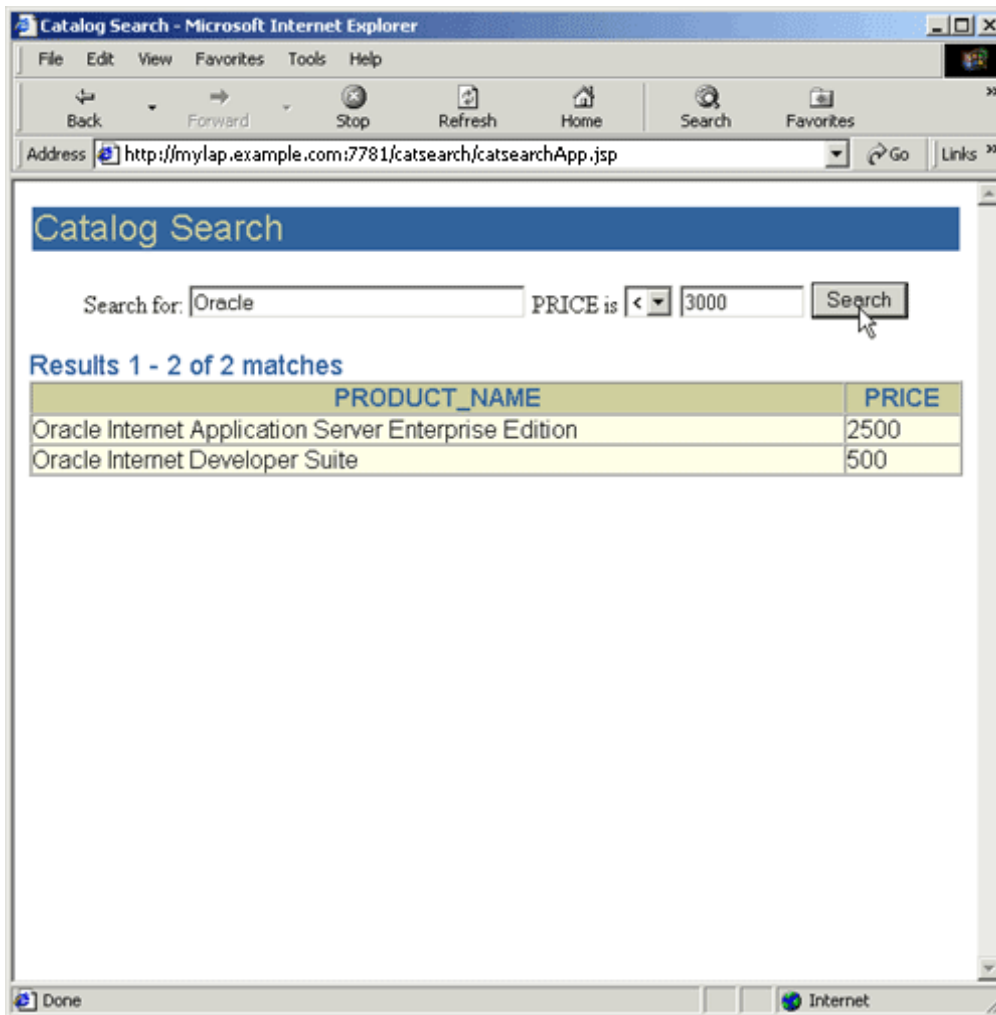 Catalog Search - Microsoft Internet Explorer
File Edit View Favorites Tools Help
Back Forward Stop Refresh Home Search Favorites »
Address http://mylap.example.com:7781/catsearch/catsearchApp.jsp Go Links »
Catalog Search
Search for: Oracle PRICE is < 3000 Search
Results 1 - 2 of 2 matches
PRODUCT_NAME PRICE
Oracle Internet Application Server Enterprise Edition 2500
Oracle Internet Developer Suite 500
Done Internet